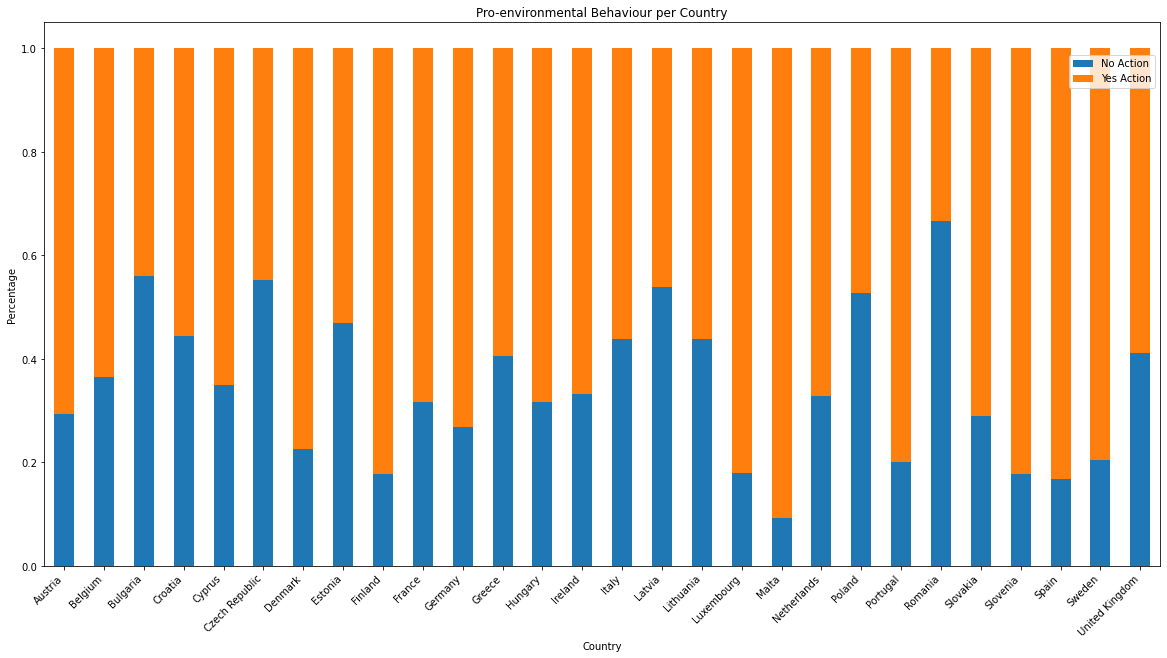 Pro-environmental Behaviour per Country
No Action
Yes Action
Percentage
1.0
0.8
0.6
0.4
0.2
0.0
Austria
Belgium
Bulgaria
Croatia
Cyprus
Czech Republic
Denmark
Estonia
Finland
France
Germany
Greece
Hungary
Ireland
Italy
Latvia
Lithuania
Luxembourg
Malta
Netherlands
Poland
Portugal
Romania
Slovakia
Slovenia
Spain
Sweden
United Kingdom
Country